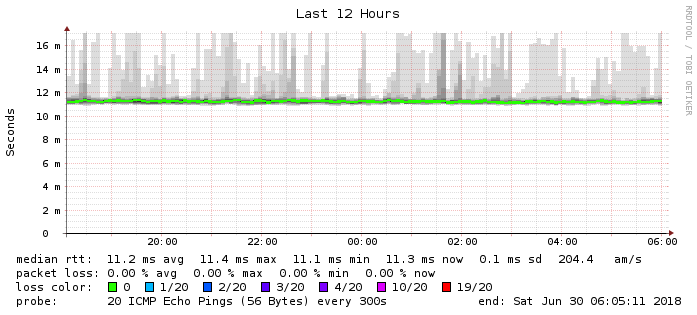 Last 12 Hours
RRDTOOL / TOBI OETIKER
Seconds
16 m
14 m
12 m
10 m
8 m
6 m
4 m
2 m
0
20:00 22:00 00:00 02:00 04:00 06:00
median rtt: 11.2 ms avg 11.4 ms max 11.1 ms min 11.3 ms now 0.1 ms sd 204.4 am/s
packet loss: 0.00 % avg 0.00 % max 0.00 % min 0.00 % now
loss color: 0 1/20 2/20 3/20 4/20 10/20 19/20
probe: 20 ICMP Echo Pings (56 Bytes) every 300s end: Sat Jun 30 06:05:11 2018